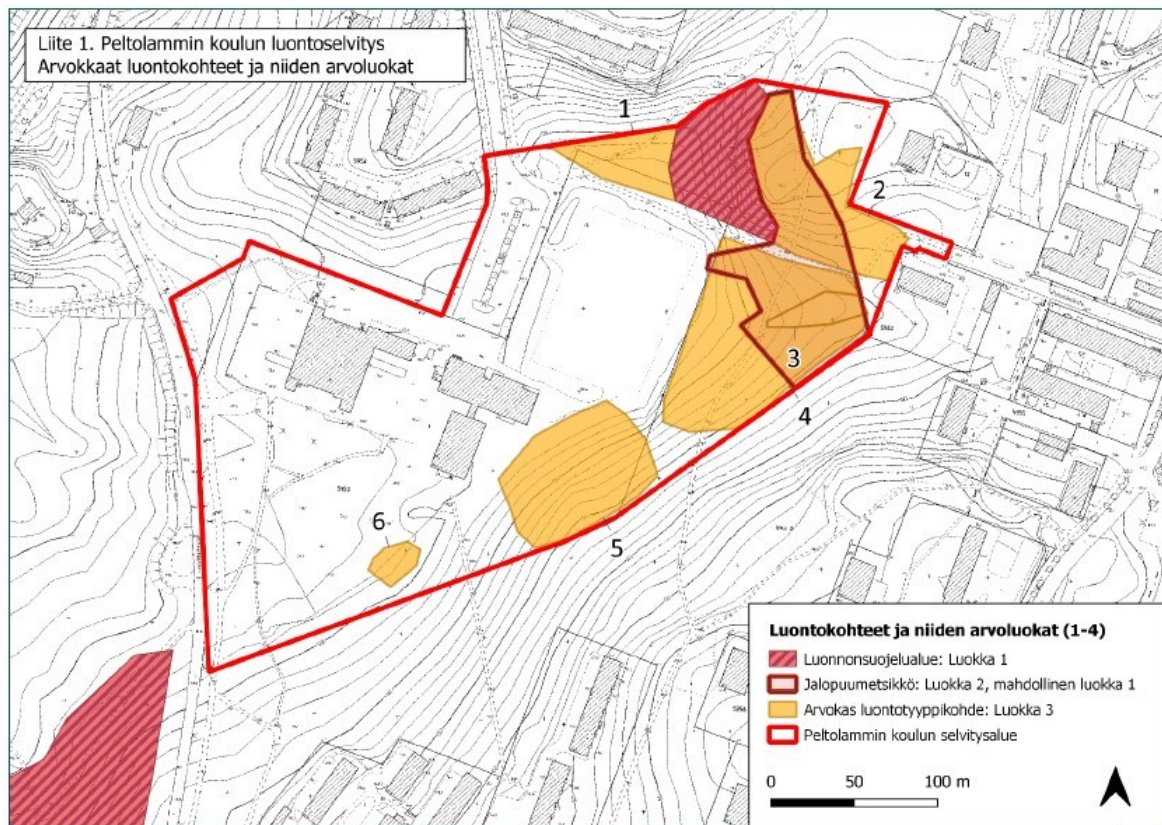 Liite 1. Peltolammin koulun luontoselvitys
Arvokkaat luontokohteet ja niiden arvoluokat
1
2
3
4
5
6
Luontokohteet ja niiden arvoluokat (1-4)
Luonnonsuojelualue: Luokka 1
Jalopuumetsikkö: Luokka 2, mahdollinen luokka 1
Arvokas luontotyyppikohde: Luokka 3
Peltolammin koulun selvitysalue
0 50 100 m